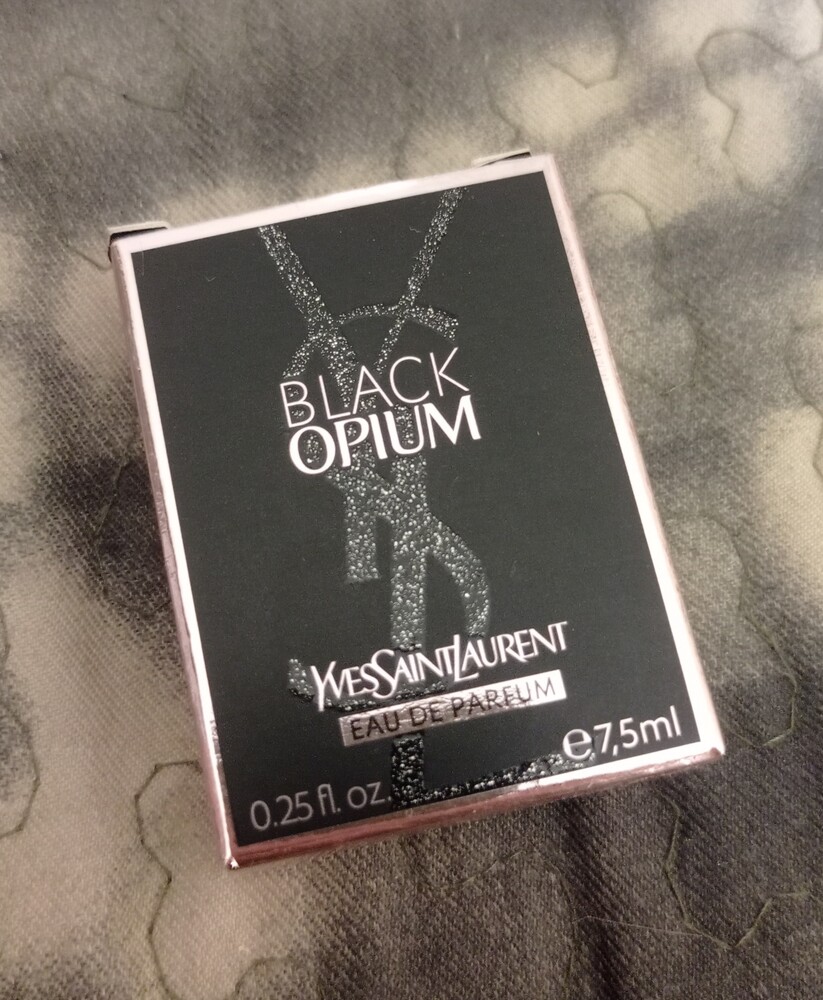 BLACK
OPIUM
YVESSAINTLAURENT
EAU DE PARFUM
0.25 fl. oz. ℮7,5ml